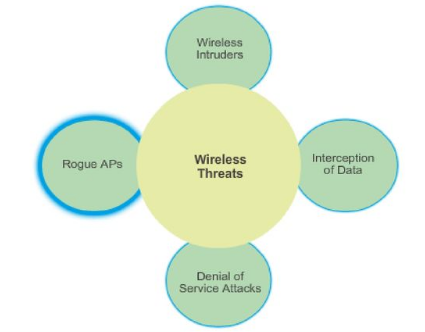 Wireless
Intruders
Rogue APs
Wireless
Threats
Interception
of Data
Denial of
Service Attacks